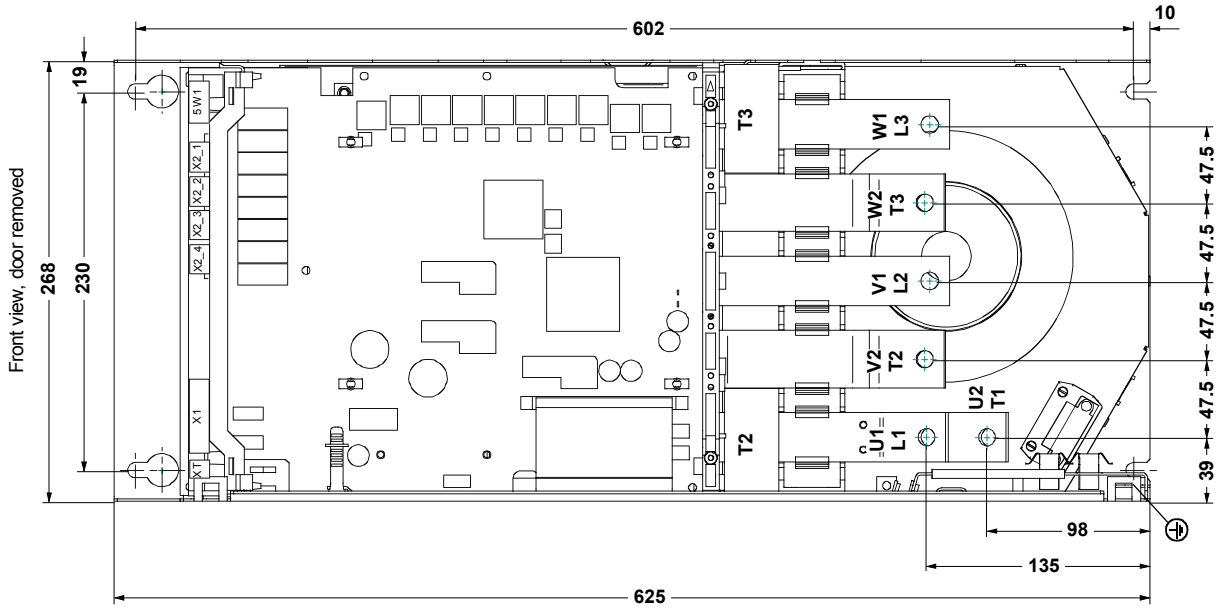 602
10
19
5W1
X2_1
X2_2
X2_3
X2_4
X1
XT
Front view, door removed
268
230
T3
W1
L3
W2
T3
V1
L2
V2
T2
T2
U1
L1
U2
T1
47.5
47.5
47.5
47.5
39
98
135
625